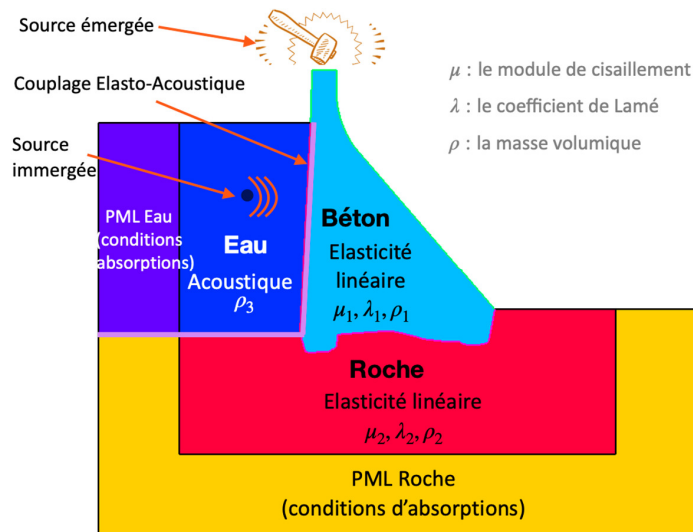 Source émergée
Couplage Elasto-Acoustique
Source
immergée
μ : le module de cisaillement
λ : le coefficient de Lamé
ρ : la masse volumique
PML Eau
(conditions
absorptions)
Eau
Acoustique
ρ₃
Béton
Elasticité
linéaire
μ₁, λ₁, ρ₁
Roche
Elasticité linéaire
μ₂, λ₂, ρ₂
PML Roche
(conditions d’absorptions)